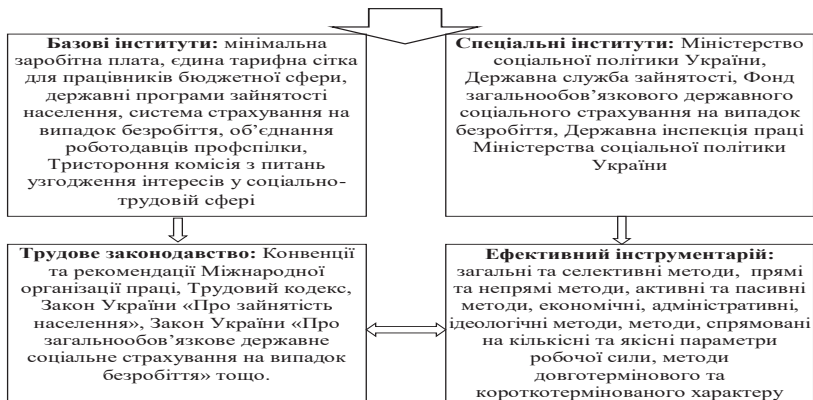 Базові інститути: мінімальна
заробітна плата, єдина тарифна сітка
для працівників бюджетної сфери,
державні програми зайнятості
населення, система страхування на
випадок безробіття, об’єднання
роботодавців профспілки,
Тристороння комісія з питань
узгодження інтересів у соціально-
трудовій сфері
Спеціальні інститути: Міністерство
соціальної політики України,
Державна служба зайнятості, Фонд
загальнообов’язкового державного
соціального страхування на випадок
безробіття, Державна інспекція праці
Міністерства соціальної політики
України
Трудове законодавство: Конвенції
та рекомендації Міжнародної
організації праці, Трудовий кодекс,
Закон України «Про зайнятість
населення», Закон України «Про
загальнообов’язкове державне
соціальне страхування на випадок
безробіття» тощо.
Ефективний інструментарій:
загальні та селективні методи, прямі
та непрямі методи, активні та пасивні
методи, економічні, адміністративні,
ідеологічні методи, методи, спрямовані
на кількісні та якісні параметри
робочої сили, методи
довготермінового та
короткотермінованого характеру